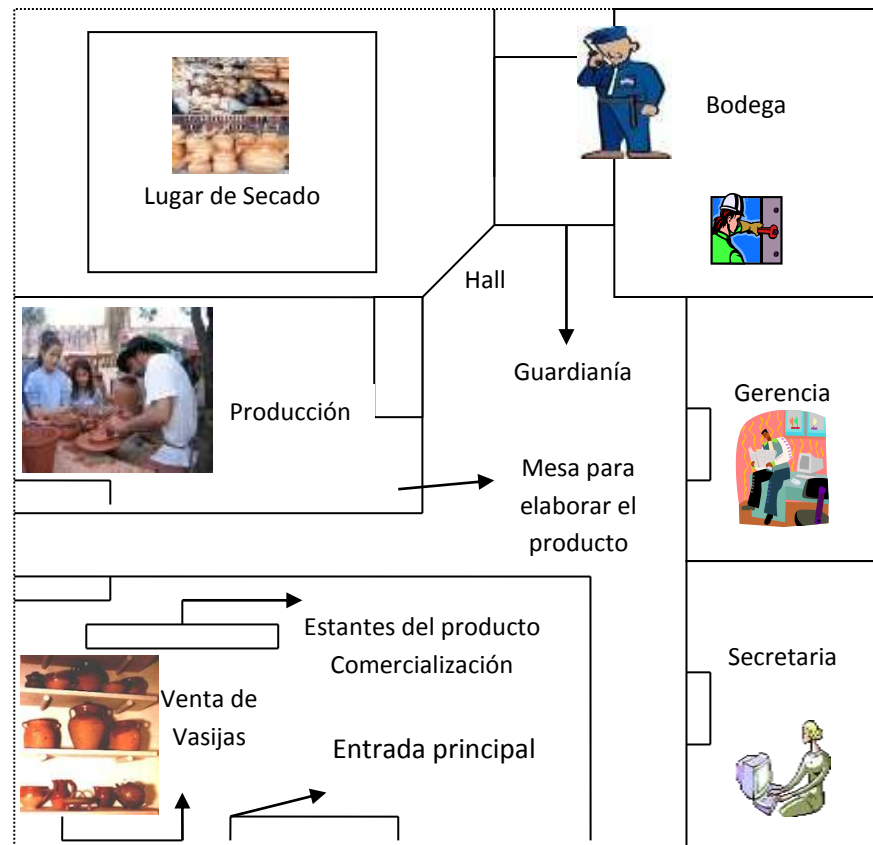 Bodega
Lugar de Secado
Hall
Guardianía
Gerencia
Producción
Mesa para
elaborar el
producto
Estantes del producto
Comercialización
Secretaria
Venta de
Vasijas
Entrada principal